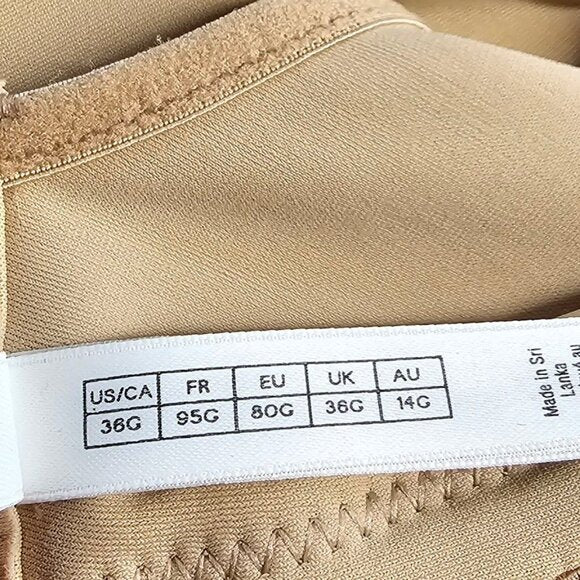 US/CA FR EU UK AU
36G 95G 80G 36G 14G
Made In Sri
Lanka